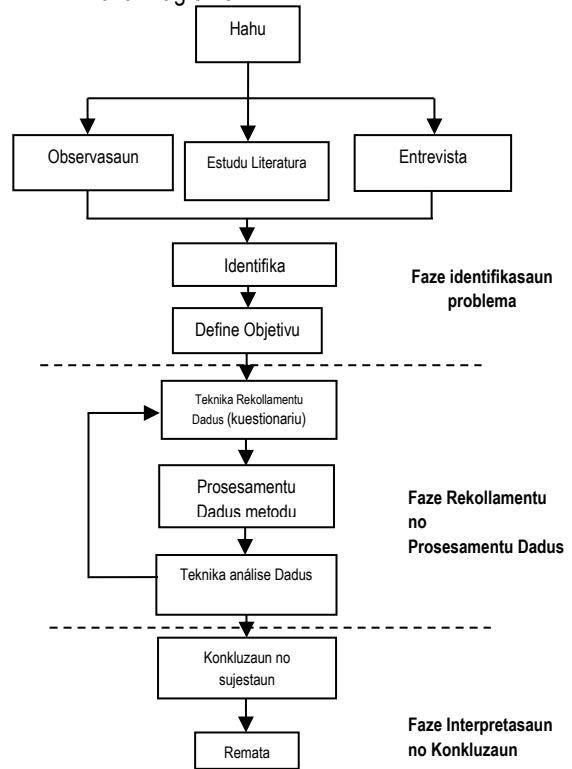 Hahu
Observasaun
Estudu Literatura
Entrevista
Identifika
Define Objetivu
Faze identifikasaun
problema
Teknika Rekollamentu
Dadus (kuestionariu)
Prosesamentu
Dadus metodu
Teknika análise Dadus
Faze Rekollamentu
no
Prosesamentu Dadus
Konkluzaun no
sujestaun
Remata
Faze Interpretasaun
no Konkluzaun